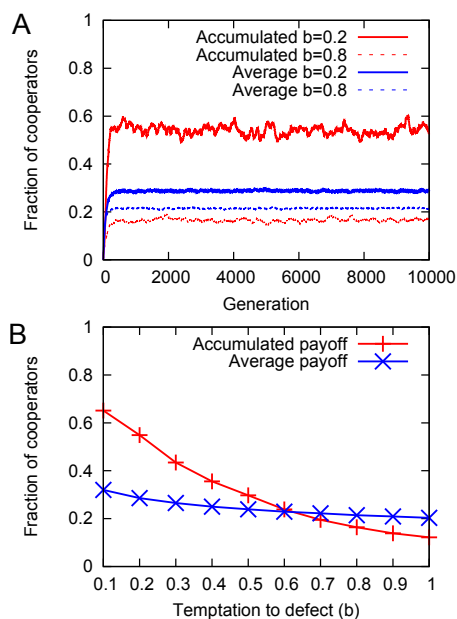 A
Accumulated b=0.2
Accumulated b=0.8
Average b=0.2
Average b=0.8
Fraction of cooperators
1
0.8
0.6
0.4
0.2
0
0 2000 4000 6000 8000 10000
Generation
B
Accumulated payoff
Average payoff
Fraction of cooperators
1
0.8
0.6
0.4
0.2
0
0.1 0.2 0.3 0.4 0.5 0.6 0.7 0.8 0.9 1
Temptation to defect (b)